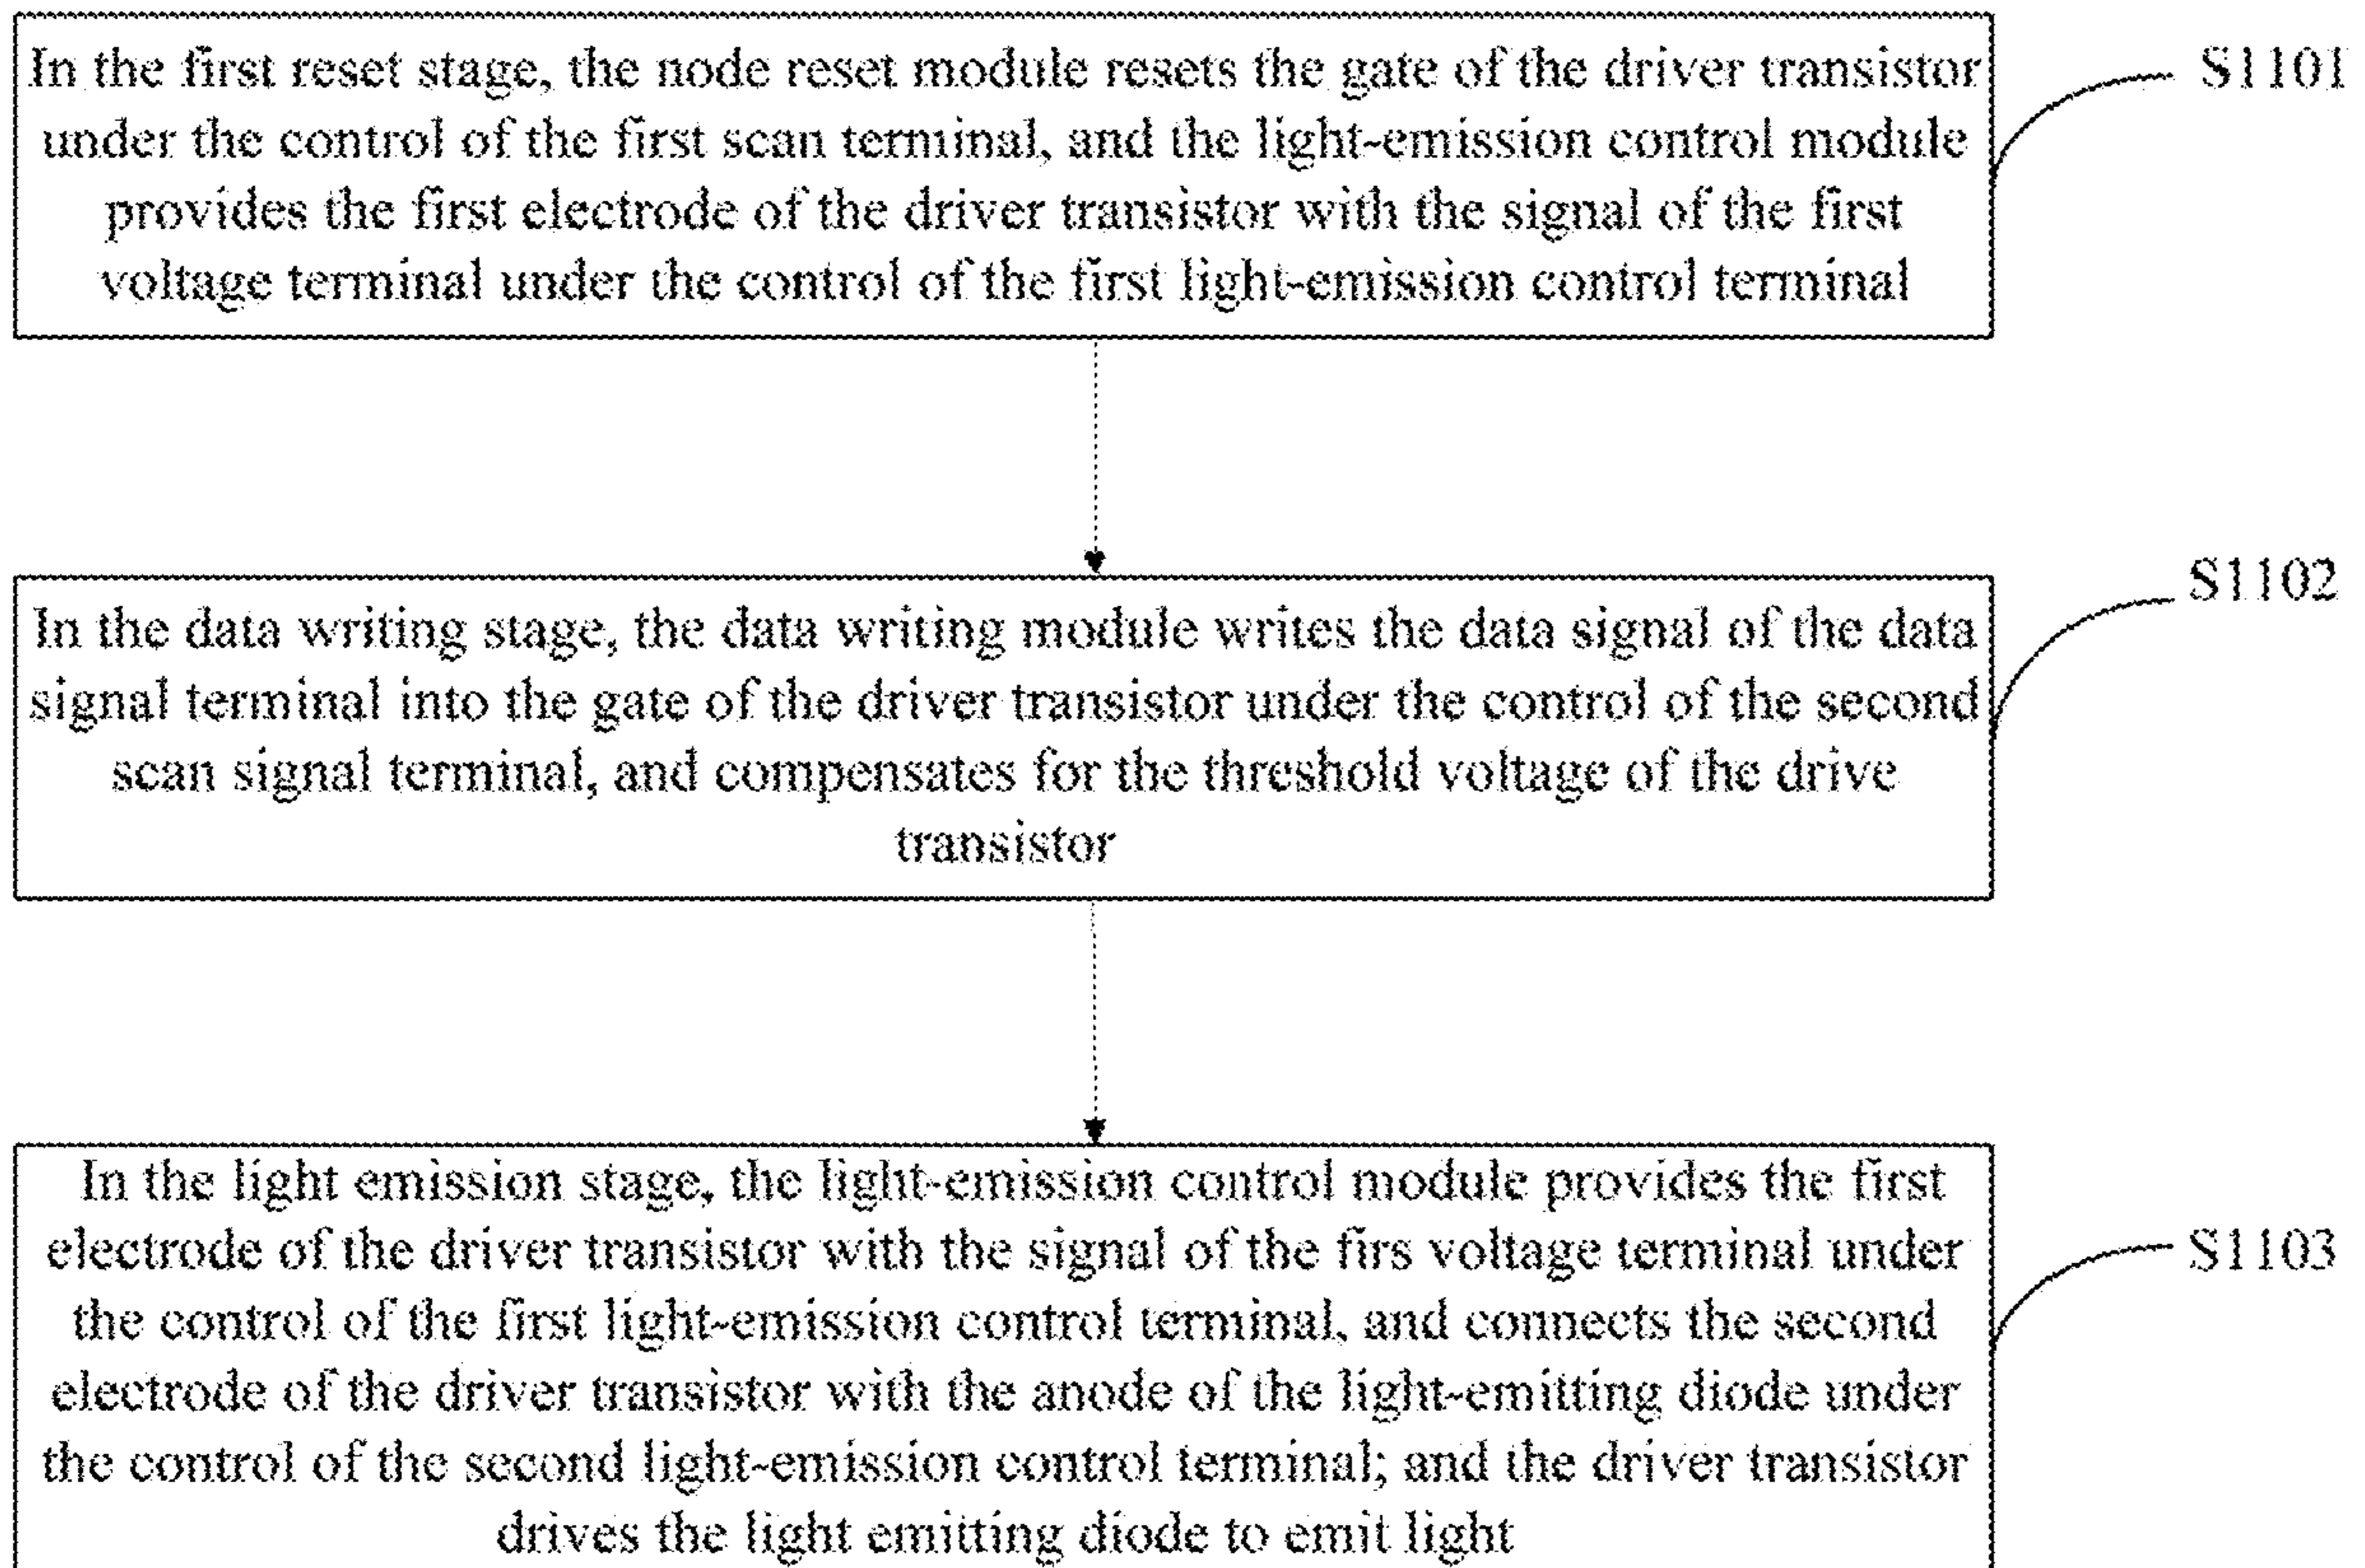 In the first reset stage, the node reset module resets the gate of the driver transistor
S1101
under the control of the first scan terminal, and the light-emission control module
provides the first electrode of the driver transistor with the signal of the first
voltage terminal under the control of the first light-emission control terminal
S1102
In the data writing stage, the data writing module writes the data signal of the data
signal terminal into the gate of the driver transistor under the control of the second
scan signal terminal, and compensates for the threshold voltage of the drive
transistor
In the light emission stage, the light-emission control module provides the first
electrode of the driver transistor with the signal of the firs voltage terminal under
S1103
the control of the first light-emission control terminal, and connects the second
electrode of the driver transistor with the anode of the light-emitting diode under
the control of the second light-emission control terminal; and the driver transistor
drives the light emitting diode to emit light